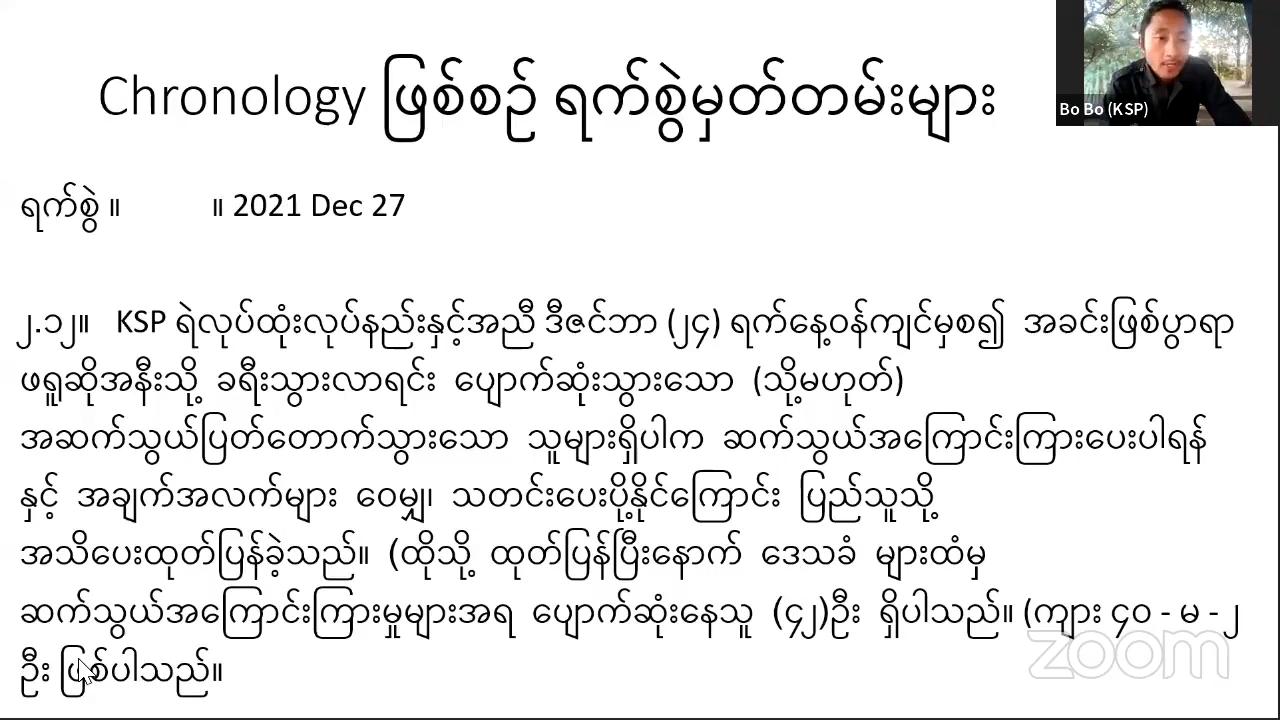 Chronology ဖြစ်စဉ် ရက်စွဲမှတ်တမ်းများ
Bo Bo (KSP)
ရက်စွဲ ။ ။ 2021 Dec 27
၂.၁၂။ KSP ရဲလုပ်ထုံးလုပ်နည်းနှင့်အညီ ဒီဇင်ဘာ (၂၄) ရက်နေ့ဝန်ကျင်မှစ၍ အခင်းဖြစ်ပွာရာ
ဖရူဆိုအနီးသို့ ခရီးသွားလာရင်း ပျောက်ဆုံးသွားသော (သို့မဟုတ်)
အဆက်သွယ်ပြတ်တောက်သွားသော သူများရှိပါက ဆက်သွယ်အကြောင်းကြားပေးပါရန်
နှင့် အချက်အလက်များ ဝေမျှ၊ သတင်းပေးပို့နိုင်ကြောင်း ပြည်သူသို့
အသိပေးထုတ်ပြန်ခဲ့သည်။ (ထိုသို့ ထုတ်ပြန်ပြီးနောက် ဒေသခံ များထံမှ
ဆက်သွယ်အကြောင်းကြားမှုများအရ ပျောက်ဆုံးနေသူ (၄၂)ဦး ရှိပါသည်။ (ကျား ၄၀ - မ -၂
ဦး ဖြစ်ပါသည်။
zoom